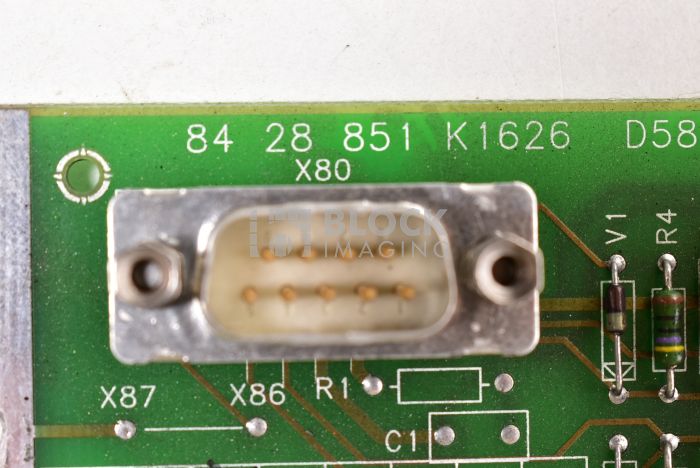 84 28 851 K1626 D58
X80
BLOCK
IMAGING
V1
R4
R1
X87
X86
C1